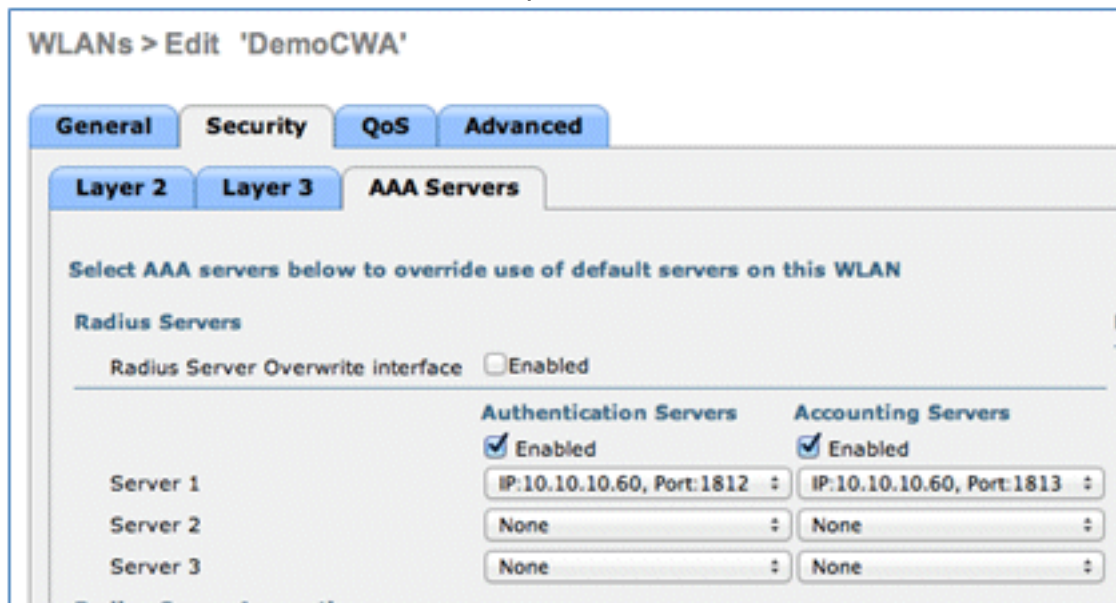 WLANs > Edit 'DemoCWA'
General Security QoS Advanced
Layer 2 Layer 3 AAA Servers
Select AAA servers below to override use of default servers on this WLAN
Radius Servers
Radius Server Overwrite interface Enabled
Authentication Servers Accounting Servers
Enabled Enabled
Server 1 IP:10.10.10.60, Port:1812 IP:10.10.10.60, Port:1813
Server 2 None None
Server 3 None None